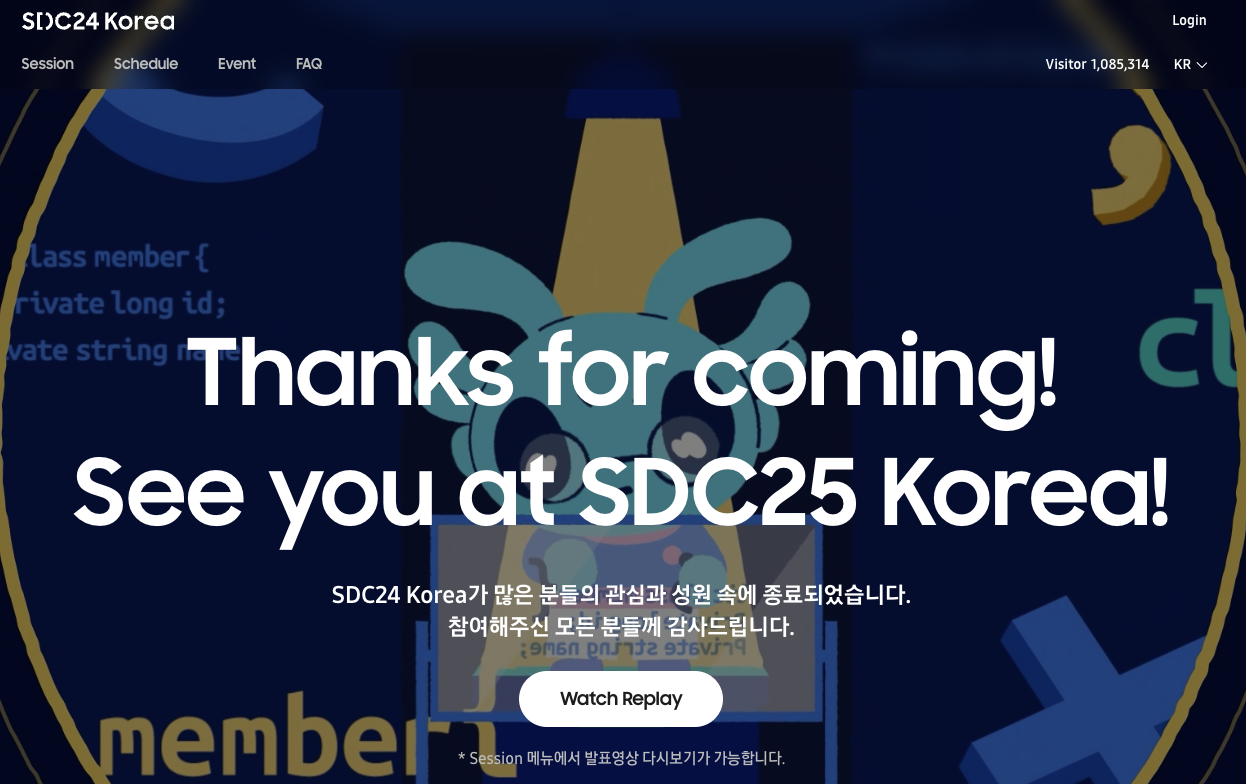 SDC24 Korea
Login
Session Schedule Event FAQ
Visitor 1,085,314 KR
lass member {
rivate long id;
vate string name
cl
Thanks for coming!
See you at SDC25 Korea!
SDC24 Korea가 많은 분들의 관심과 성원 속에 종료되었습니다.
참여해주신 모든 분들께 감사드립니다.
Private string name;
Watch Replay
member{
* Session 메뉴에서 발표영상 다시보기가 가능합니다.